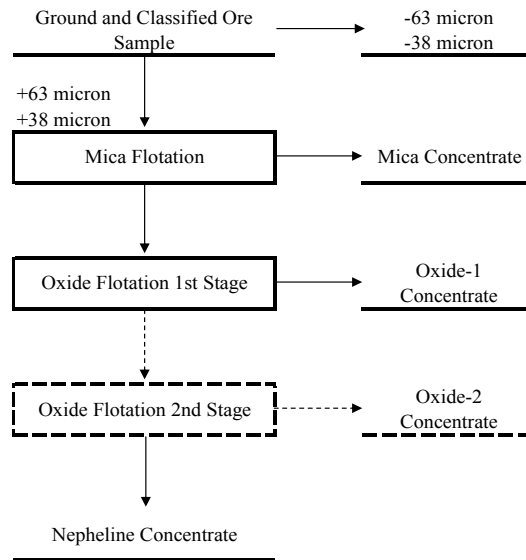 Ground and Classified Ore
Sample
-63 micron
-38 micron
+63 micron
+38 micron
Mica Flotation
Mica Concentrate
Oxide Flotation 1st Stage
Oxide-1
Concentrate
Oxide Flotation 2nd Stage
Oxide-2
Concentrate
Nepheline Concentrate